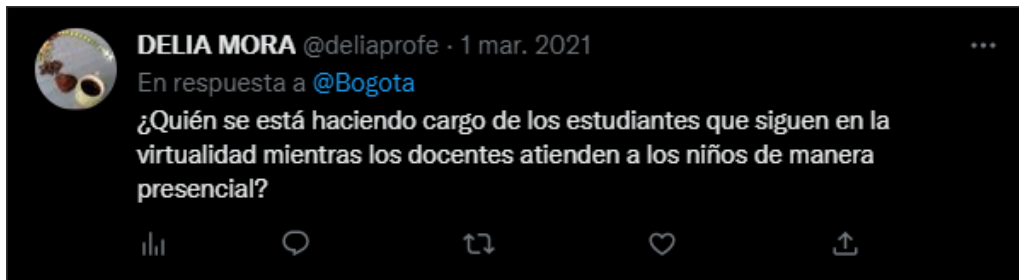 DELIA MORA @deliaprofe · 1 mar. 2021
En respuesta a @Bogota
¿Quién se está haciendo cargo de los estudiantes que siguen en la
virtualidad mientras los docentes atienden a los niños de manera
presencial?